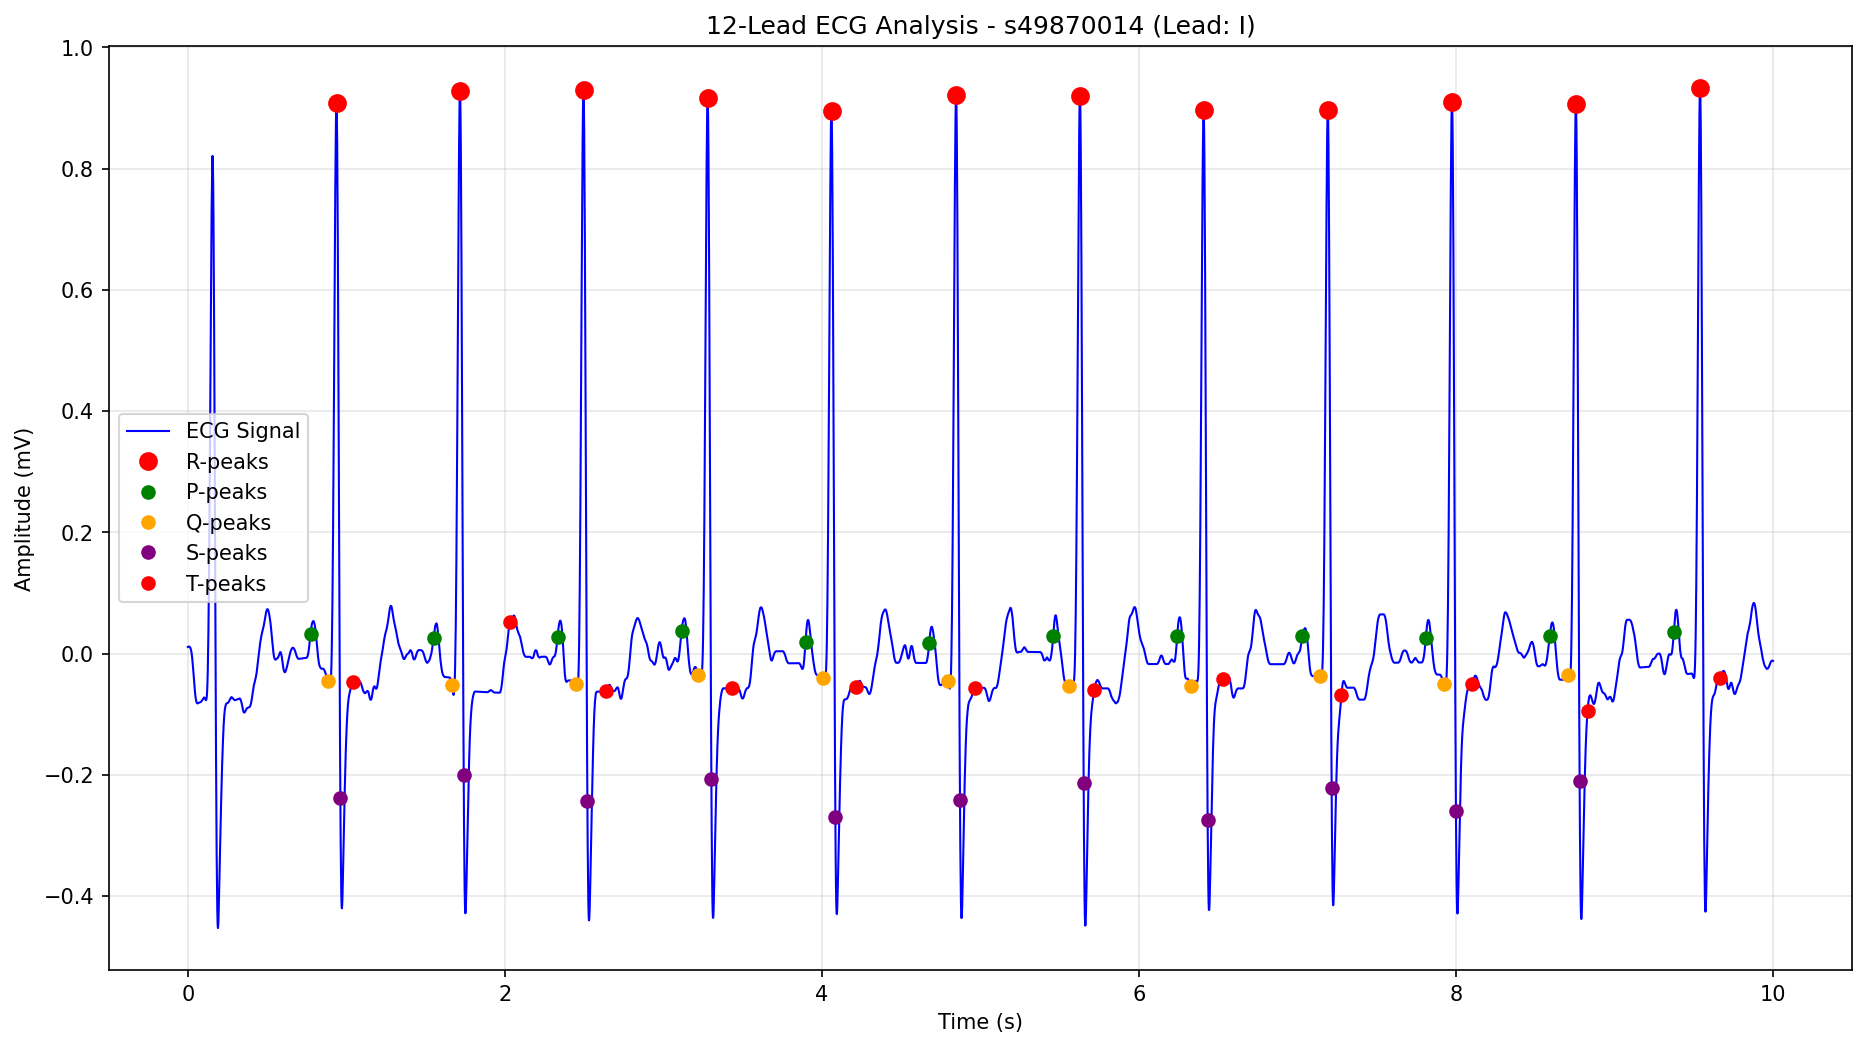 12-Lead ECG Analysis - s49870014 (Lead: I)
1.0
0.8
0.6
0.4
0.2
0.0
−0.2
−0.4
Amplitude (mV)
ECG Signal
R-peaks
P-peaks
Q-peaks
S-peaks
T-peaks
0 2 4 6 8 10
Time (s)